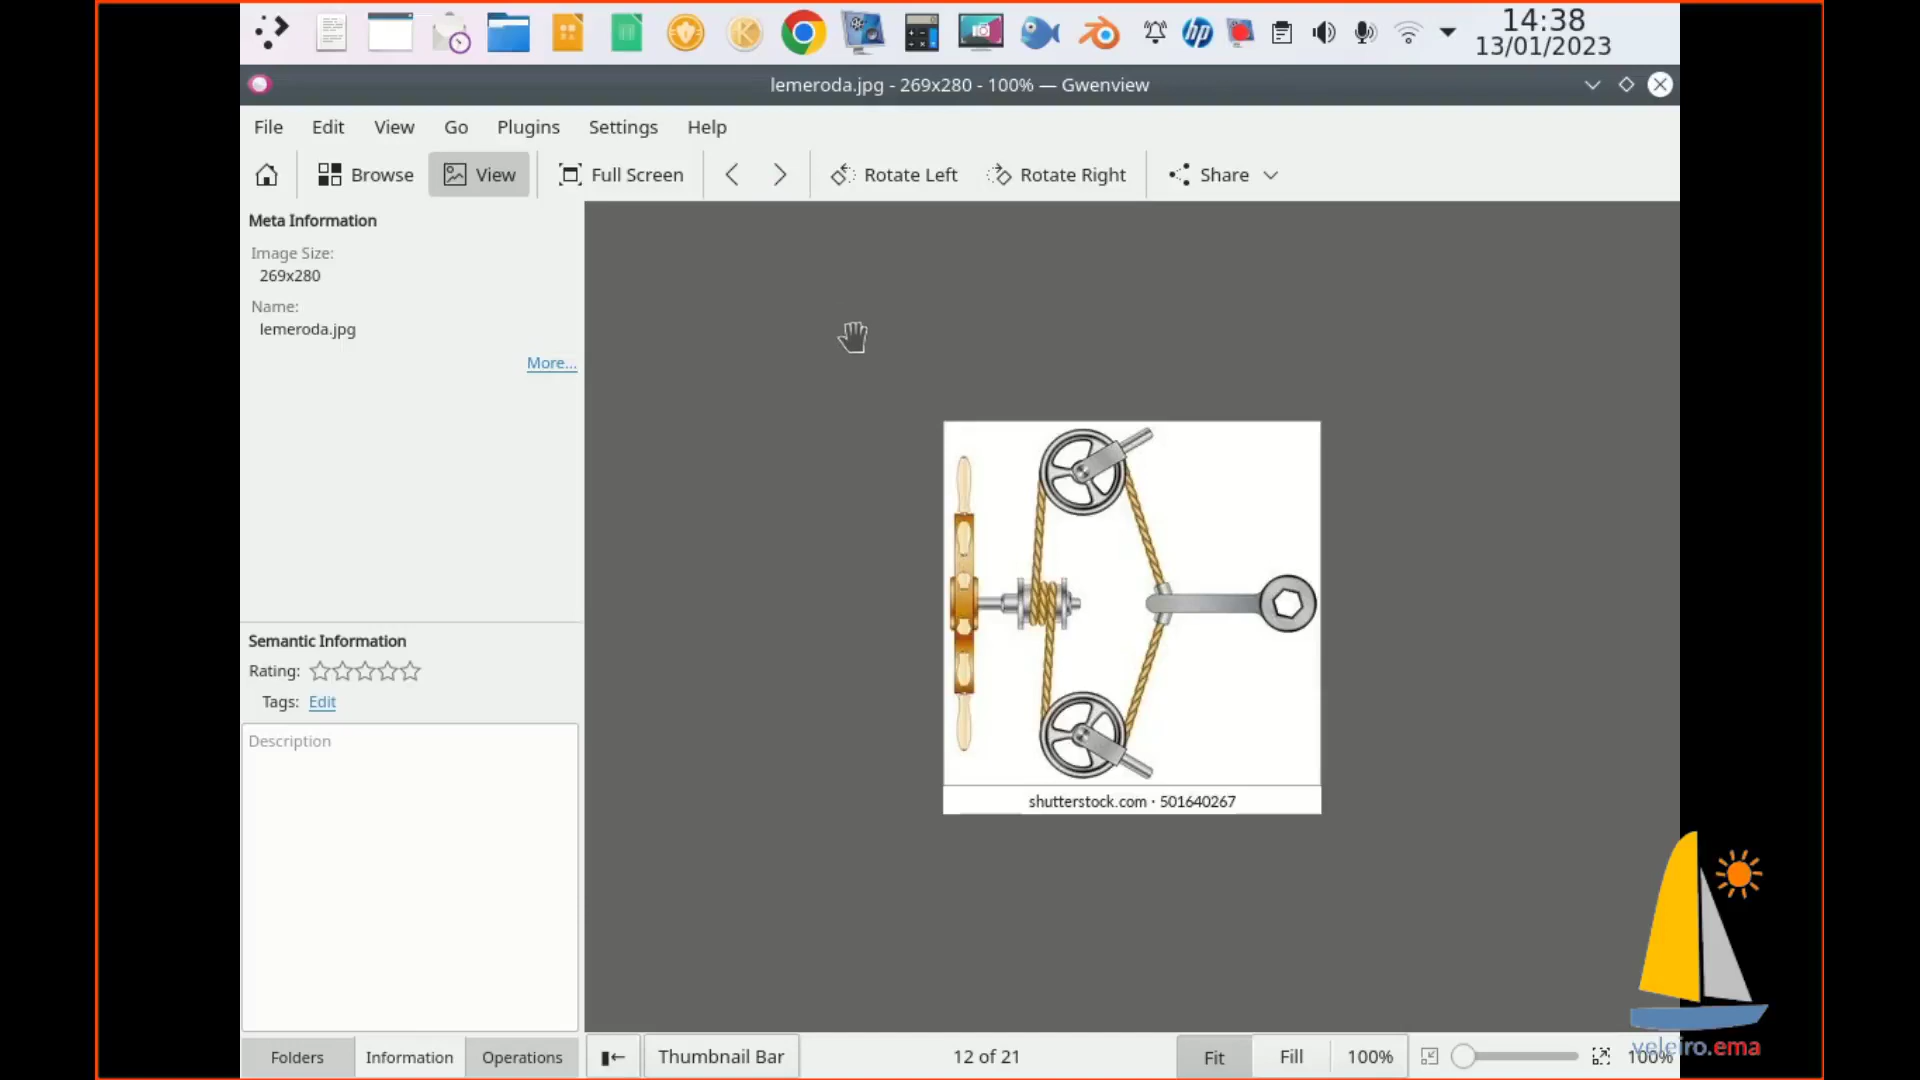 14:38
13/01/2023
lemeroda.jpg - 269x280 - 100% — Gwenview
File Edit View Go Plugins Settings Help
Browse View Full Screen Rotate Left Rotate Right Share
Meta Information
Image Size:
269x280
Name:
lemeroda.jpg
More...
Semantic Information
Rating:
Tags: Edit
Description
shutterstock.com · 501640267
Folders Information Operations Thumbnail Bar 12 of 21 Fit Fill 100% 100%
veleiro.ema
K
hp